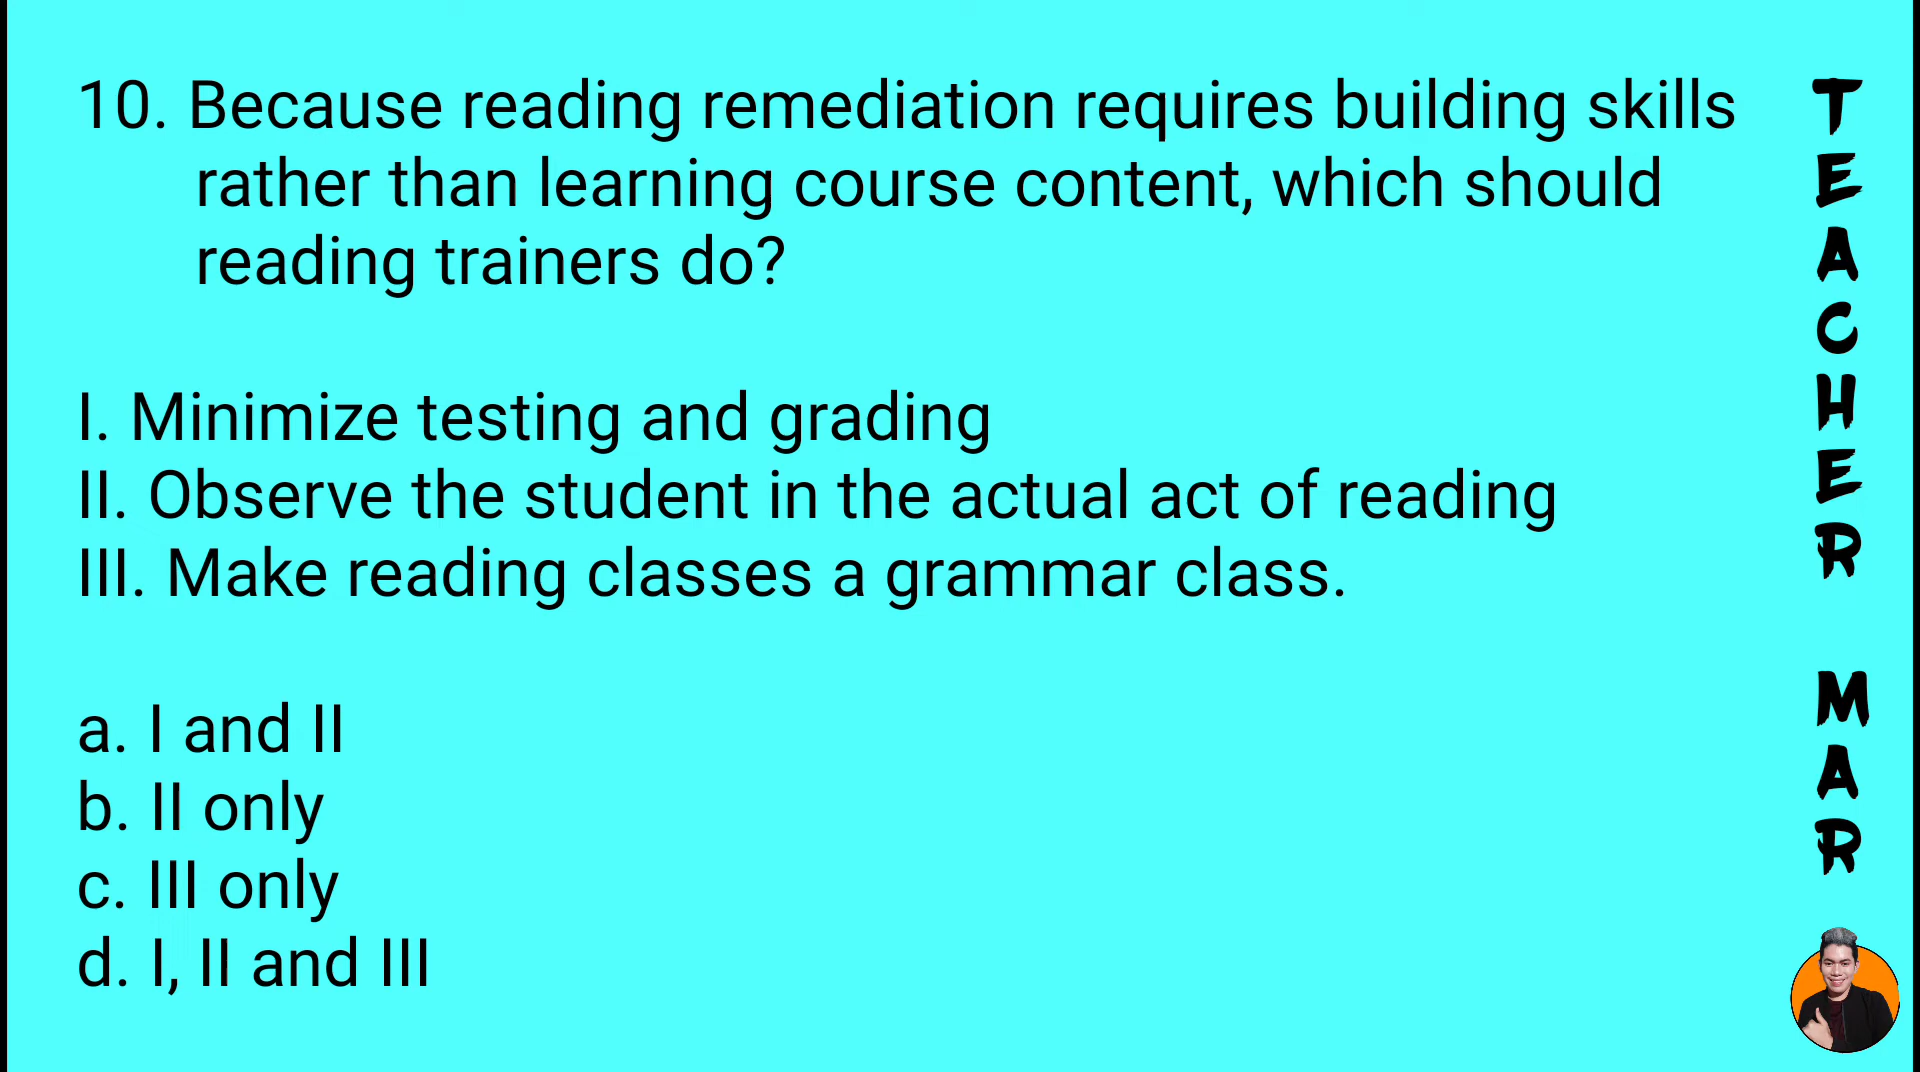 10. Because reading remediation requires building skills
rather than learning course content, which should
reading trainers do?
I. Minimize testing and grading
II. Observe the student in the actual act of reading
III. Make reading classes a grammar class.
a. I and II
b. II only
c. III only
d. I, II and III
TEACHER MAR